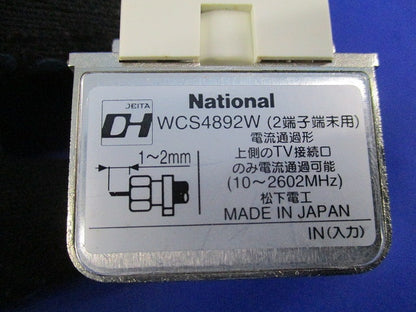 JEITA
DH
National
WCS4892W (2端子端末用)
電流通過形
上側のTV接続口
のみ電流通過可能
(10～2602MHz)
松下電工
MADE IN JAPAN
1～2mm
IN(入力)